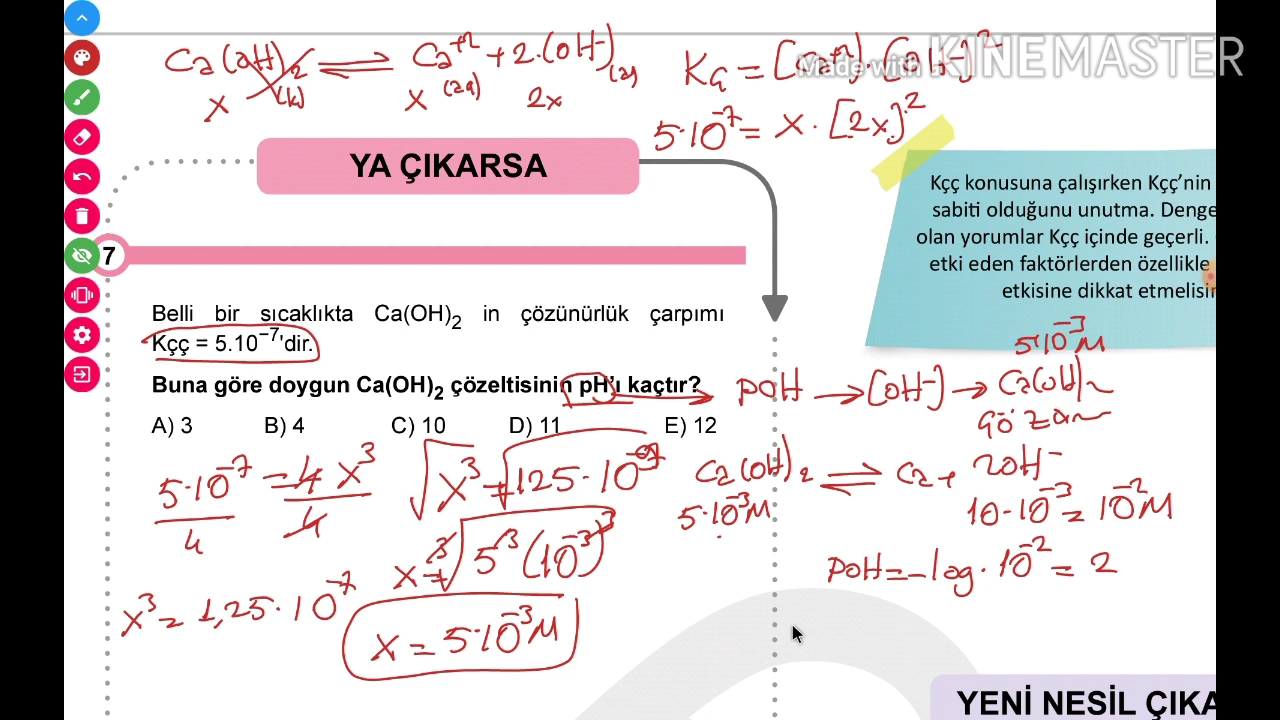 Ca(OH)2(k) ⇌ Ca+2 + 2.(OH-)
x (k) x (2q) 2x (2q)
Kç = [Ca+2].[OH-]2
Made with KINEMASTER
5.10-7 = x . [2x]2
YA ÇIKARSA
Kçç konusuna çalışırken Kçç’nin
sabiti olduğunu unutma. Denge
olan yorumlar Kçç içinde geçerli.
etki eden faktörlerden özellikle
etkisine dikkat etmelisin
7
Belli bir sıcaklıkta Ca(OH)2 in çözünürlük çarpımı
Kçç = 5.10–7'dir.
Buna göre doygun Ca(OH)2 çözeltisinin pH'ı kaçtır?
A) 3 B) 4 C) 10 D) 11 E) 12
5.10-3 M
pOH → [OH-] → Ca(OH)2
çözün
5.10-7 = 4 x3
4 4
x3 = 1,25.10-7
√x3 = √125.10-9
x = 3√53 (10-3)3
x = 5.10-3 M
Ca(OH)2 ⇌ Ca + 2OH-
5.10-3 M 10.10-3 = 10-2 M
pOH = -log.10-2 = 2
YENİ NESİL ÇIKA